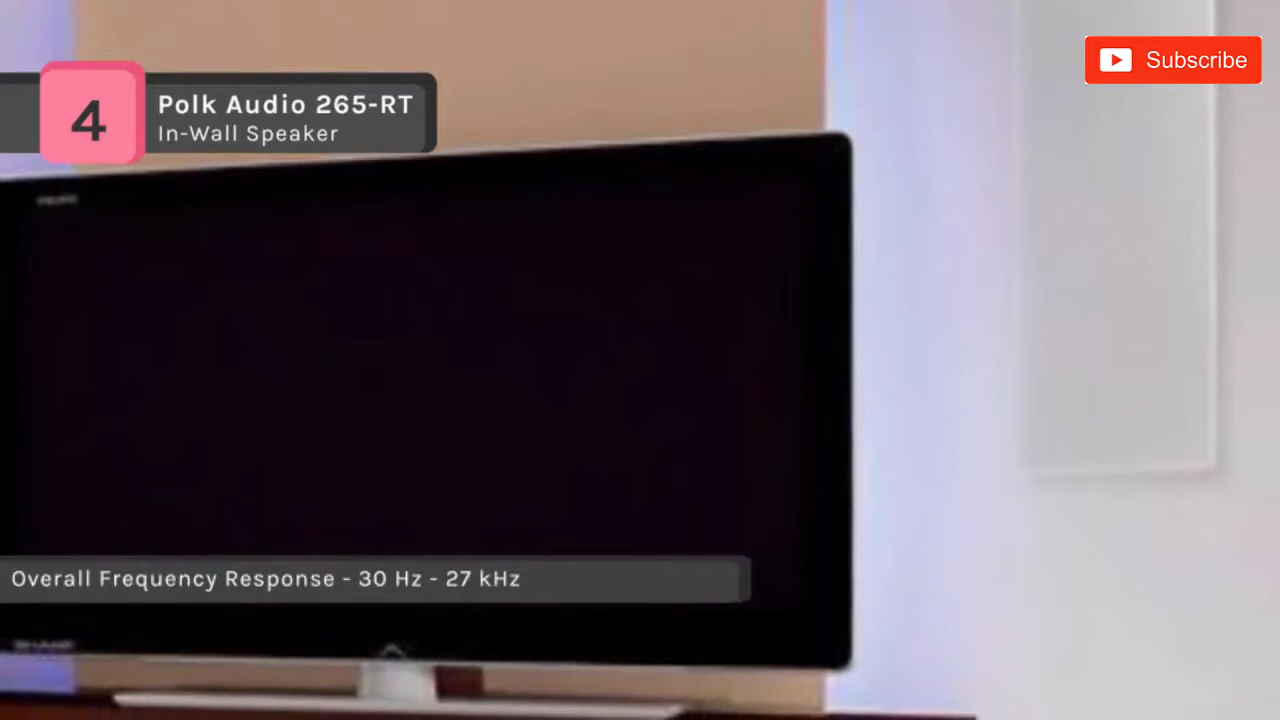 Subscribe
4
Polk Audio 265-RT
In-Wall Speaker
Overall Frequency Response - 30 Hz - 27 kHz